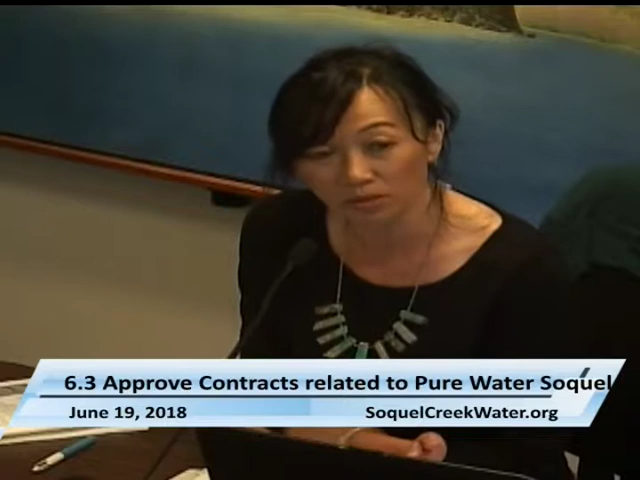 6.3 Approve Contracts related to Pure Water Soquel
June 19, 2018 SoquelCreekWater.org